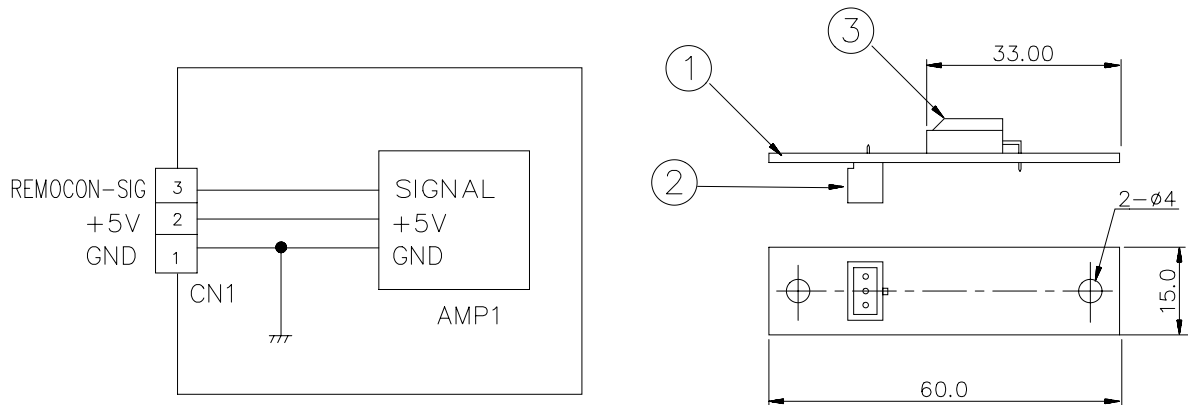 REMOCON-SIG 3 SIGNAL
+5V 2 +5V
GND 1 GND
CN1
AMP1
3
33.00
1
2
2-ø4
15.0
60.0